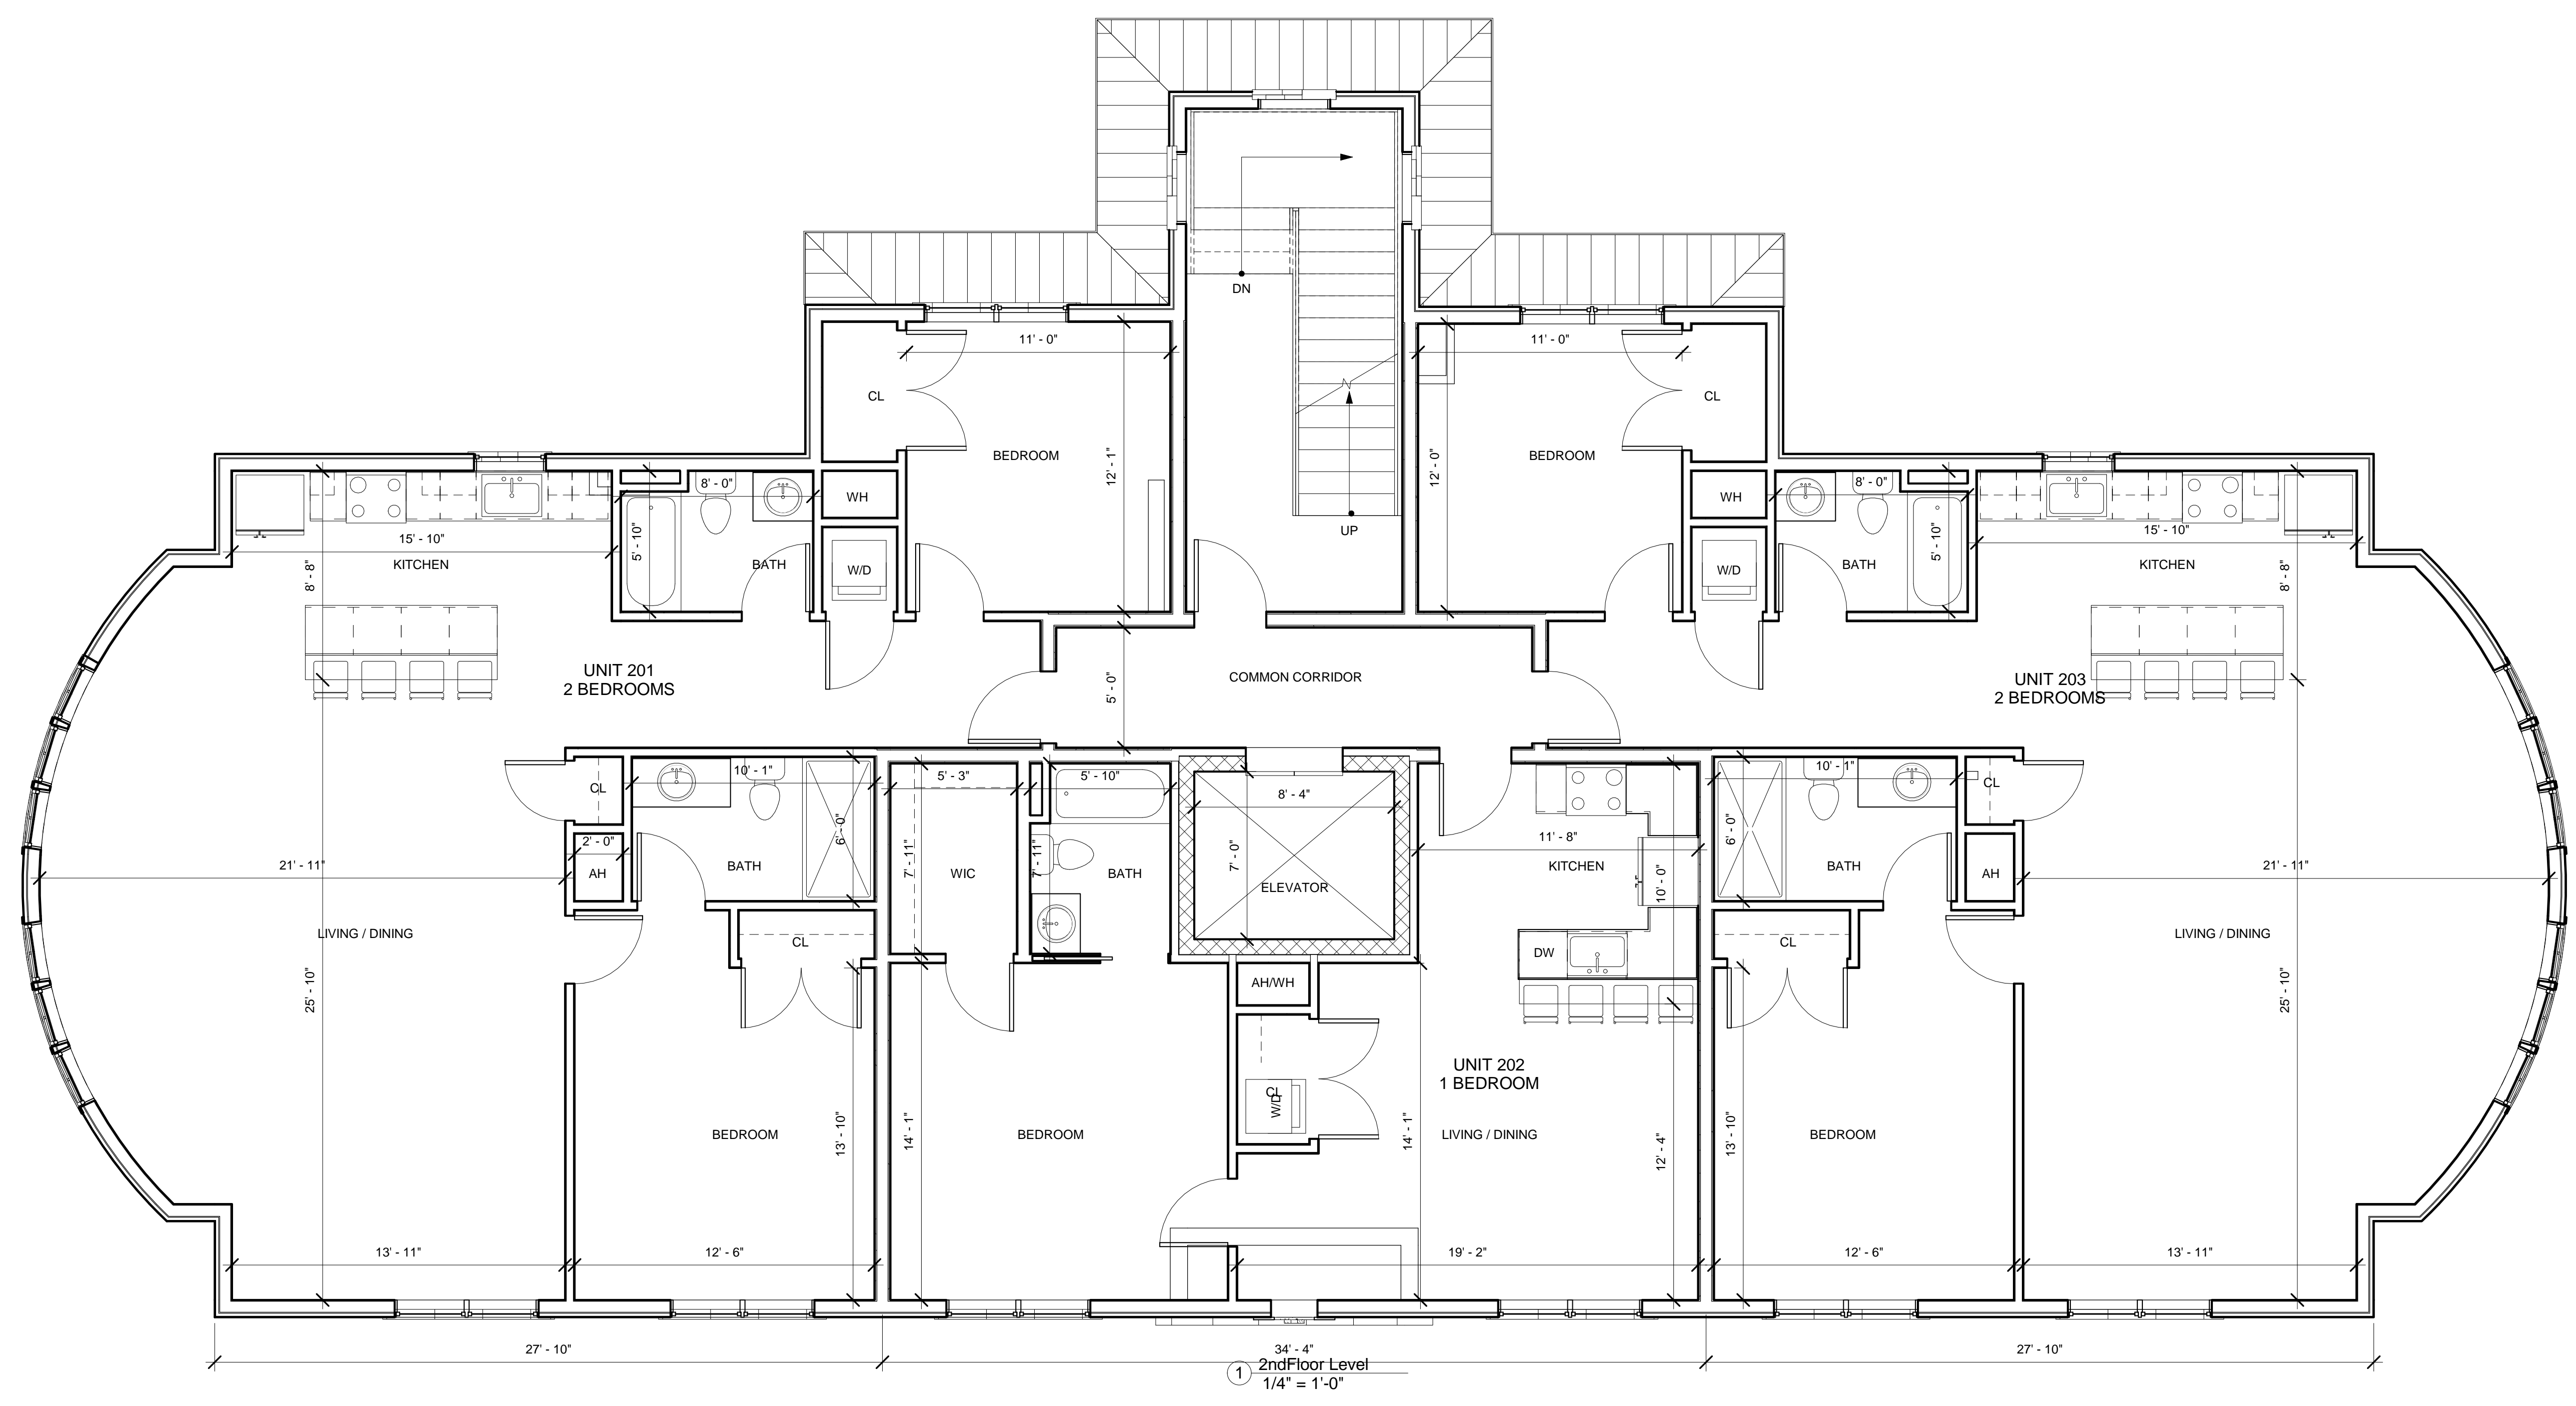 DN
11' - 0"
11' - 0"
CL
CL
BEDROOM
BEDROOM
12' - 1"
12' - 0"
8' - 0"
WH
WH
8' - 0"
UP
15' - 10"
5' - 10"
5' - 10"
15' - 10"
KITCHEN
BATH
W/D
W/D
BATH
KITCHEN
8' - 8"
8' - 8"
UNIT 201
2 BEDROOMS
5' - 0"
COMMON CORRIDOR
UNIT 203
2 BEDROOMS
CL
10' - 1"
5' - 3"
5' - 10"
8' - 4"
10' - 1"
CL
6' - 0"
11' - 8"
6' - 0"
2' - 0"
7' - 11"
7' - 11"
7' - 0"
21' - 11"
AH
BATH
WIC
BATH
ELEVATOR
KITCHEN
10' - 0"
BATH
AH
21' - 11"
LIVING / DINING
CL
DW
CL
LIVING / DINING
25' - 10"
AH/WH
25' - 10"
UNIT 202
1 BEDROOM
CL
W/D
BEDROOM
13' - 10"
14' - 1"
BEDROOM
14' - 1"
LIVING / DINING
12' - 4"
13' - 10"
BEDROOM
13' - 11"
12' - 6"
19' - 2"
12' - 6"
13' - 11"
27' - 10"
34' - 4"
27' - 10"
1
2ndFloor Level
1/4" = 1'-0"